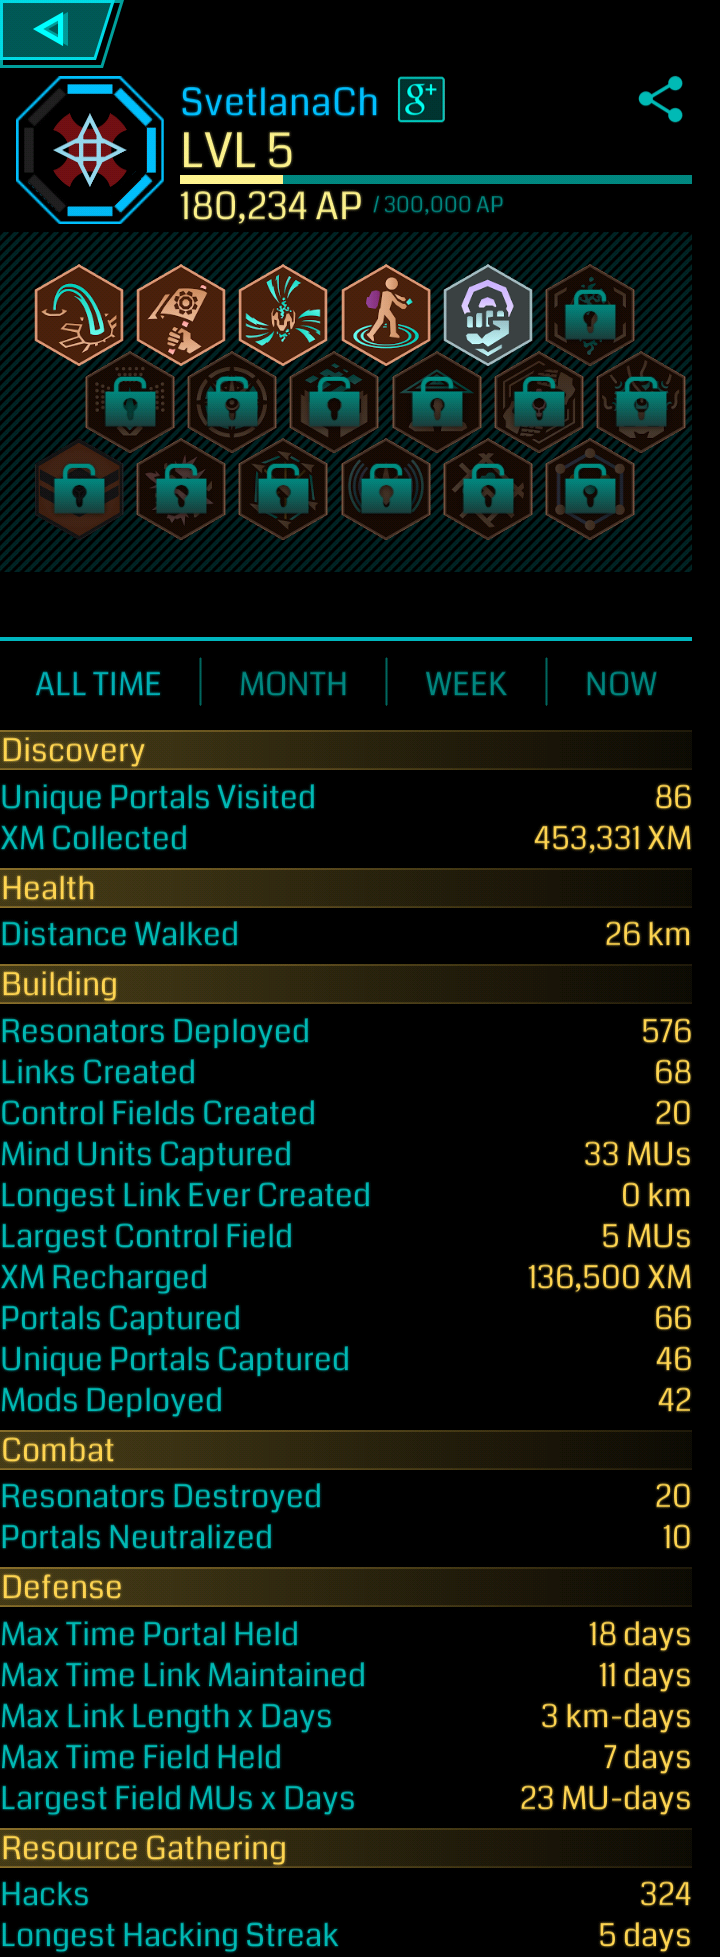 SvetlanaCh g+
LVL 5
180,234 AP / 300,000 AP
ALL TIME MONTH WEEK NOW
Discovery
Unique Portals Visited 86
XM Collected 453,331 XM
Health
Distance Walked 26 km
Building
Resonators Deployed 576
Links Created 68
Control Fields Created 20
Mind Units Captured 33 MUs
Longest Link Ever Created 0 km
Largest Control Field 5 MUs
XM Recharged 136,500 XM
Portals Captured 66
Unique Portals Captured 46
Mods Deployed 42
Combat
Resonators Destroyed 20
Portals Neutralized 10
Defense
Max Time Portal Held 18 days
Max Time Link Maintained 11 days
Max Link Length x Days 3 km-days
Max Time Field Held 7 days
Largest Field MUs x Days 23 MU-days
Resource Gathering
Hacks 324
Longest Hacking Streak 5 days